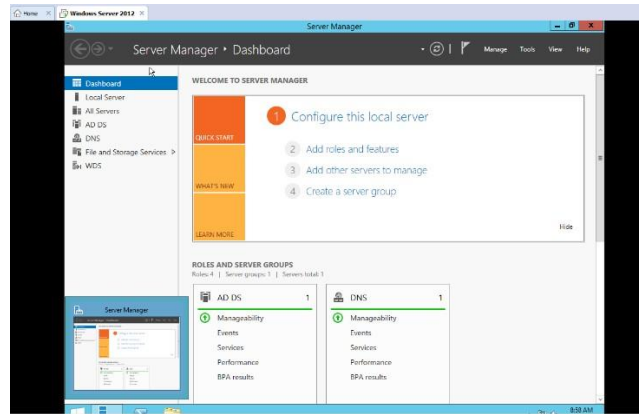 Home
Windows Server 2012
Server Manager
Server Manager • Dashboard
Manage Tools View Help
Dashboard
Local Server
All Servers
AD DS
DNS
File and Storage Services
WDS
WELCOME TO SERVER MANAGER
QUICK START
WHAT'S NEW
LEARN MORE
1 Configure this local server
2 Add roles and features
3 Add other servers to manage
4 Create a server group
Hide
ROLES AND SERVER GROUPS
Roles: 4 | Server groups: 1 | Servers total: 1
AD DS 1
Manageability
Events
Services
Performance
BPA results
DNS 1
Manageability
Events
Services
Performance
BPA results
Server Manager
9:58 AM